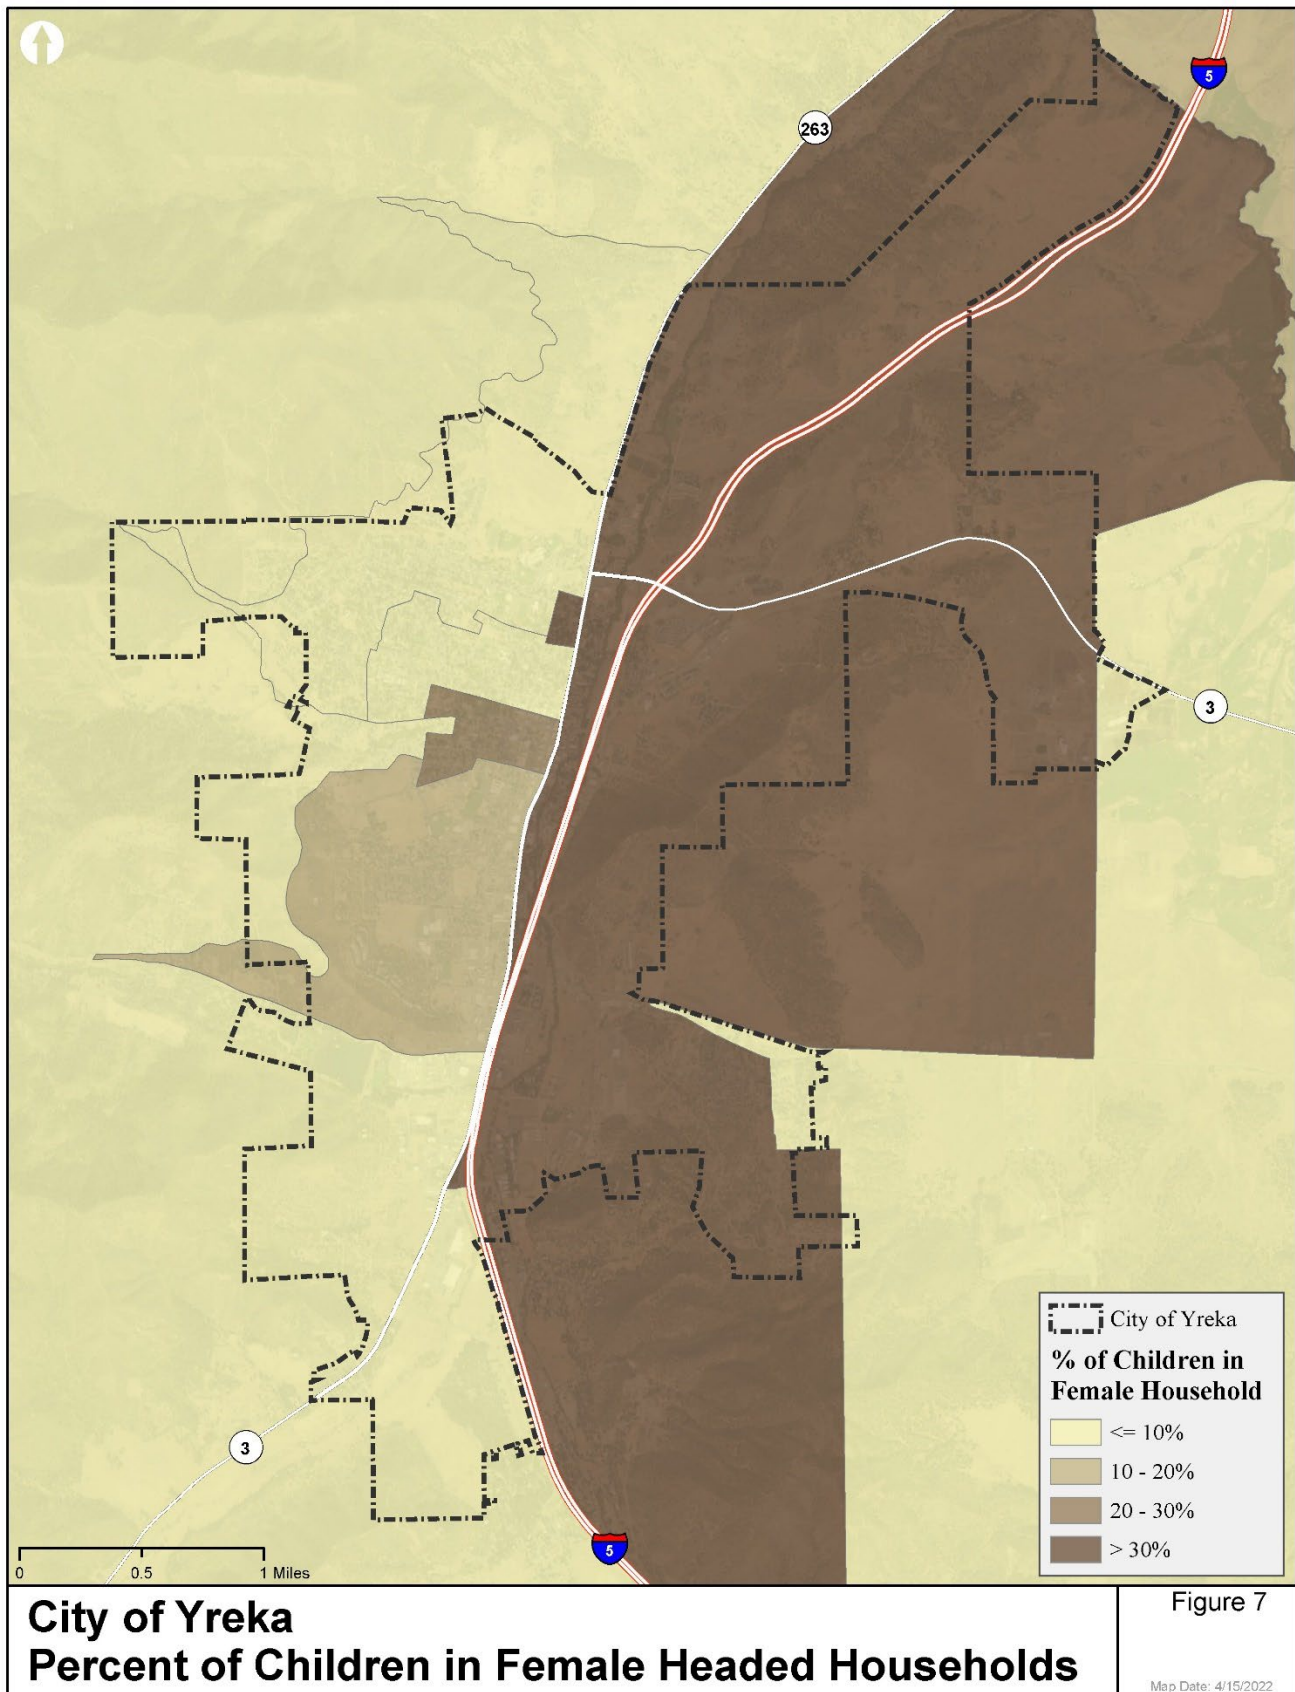 5
263
3
3
5
City of Yreka
% of Children in
Female Household
<= 10%
10 - 20%
20 - 30%
> 30%
0 0.5 1 Miles
City of Yreka
Percent of Children in Female Headed Households
Figure 7
Map Date: 4/15/2022